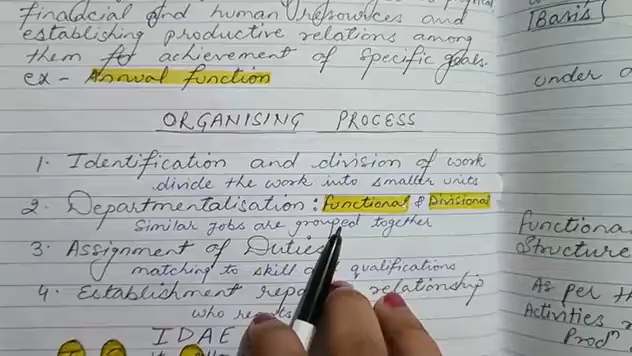 financial and human resources and
establishing productive relations among
them for achievement of specific goals.
ex - Annual function
ORGANISING PROCESS
1. Identification and division of work
divide the work into smaller units
2. Departmentalisation : Functional & Divisional
Similar jobs are grouped together
3. Assignment of Duties
matching to skill qualifications
4. Establishment relationship
who
IDAE
Basis
under
Functiona
Structure
As per th
Activities
Prodn